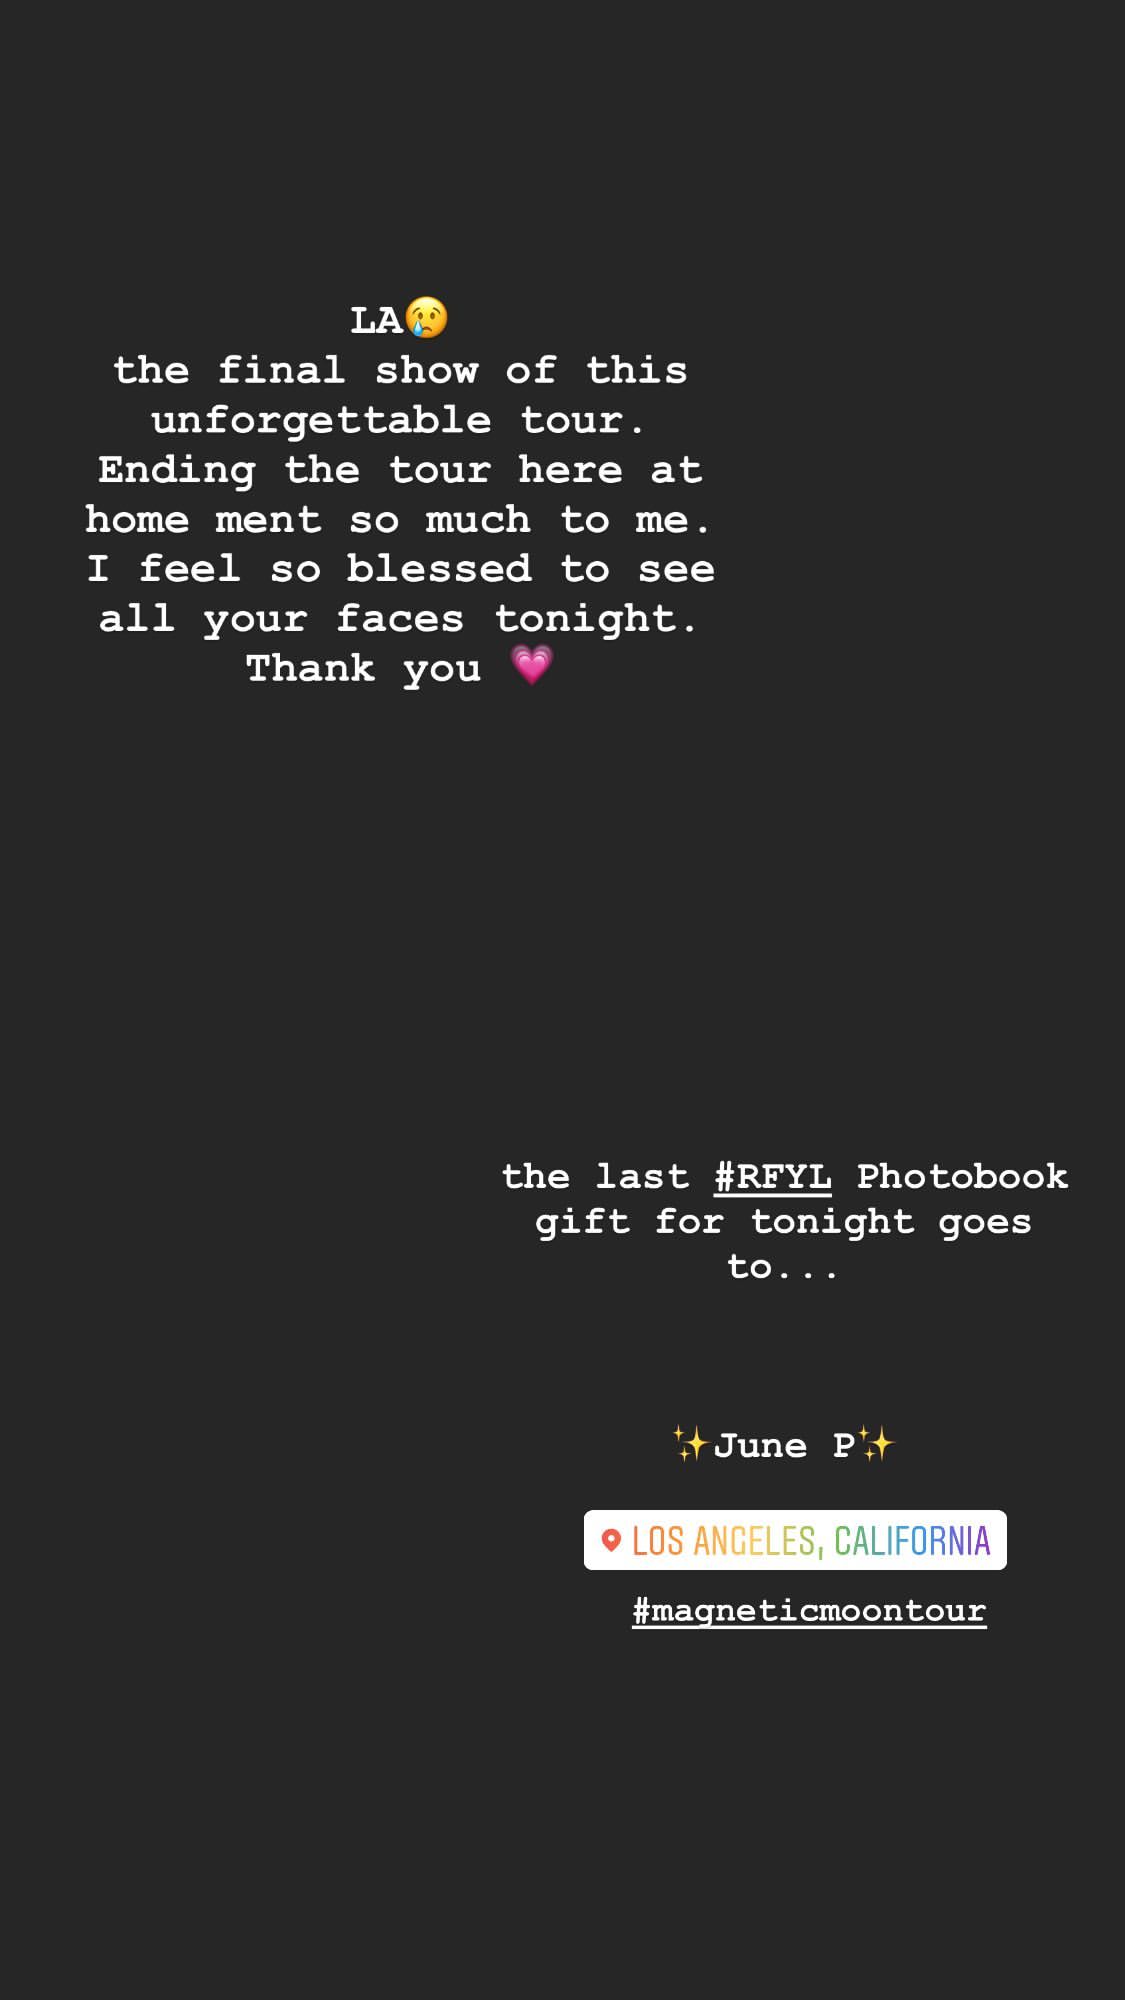 LA😢
the final show of this
unforgettable tour.
Ending the tour here at
home ment so much to me.
I feel so blessed to see
all your faces tonight.
Thank you 💗
the last #RFYL Photobook
gift for tonight goes
to...
✨June P✨
LOS ANGELES, CALIFORNIA
#magneticmoontour